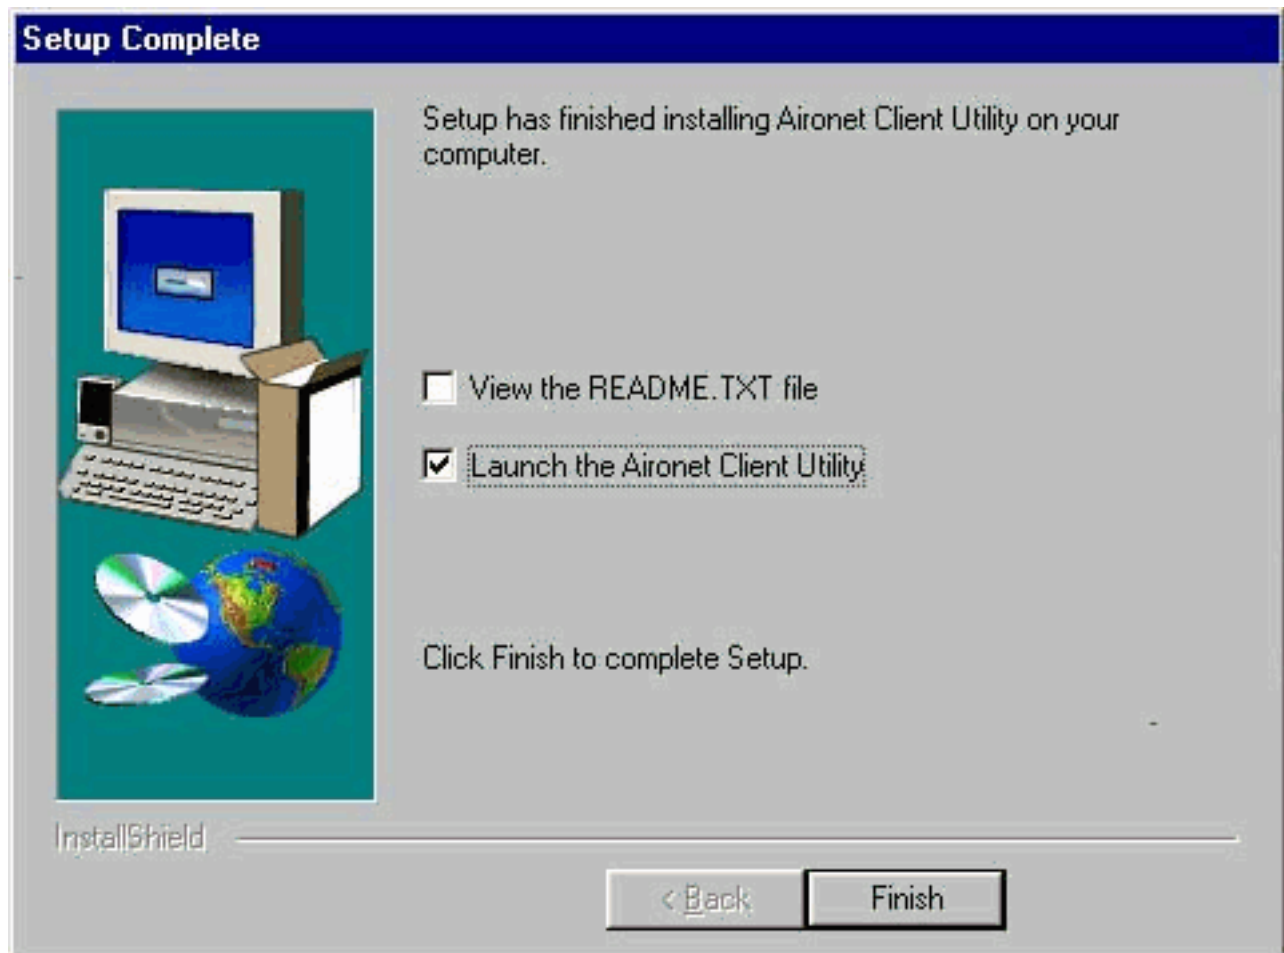 Setup Complete
Setup has finished installing Aironet Client Utility on your
computer.
View the README.TXT file
Launch the Aironet Client Utility
Click Finish to complete Setup.
InstallShield
< Back
Finish